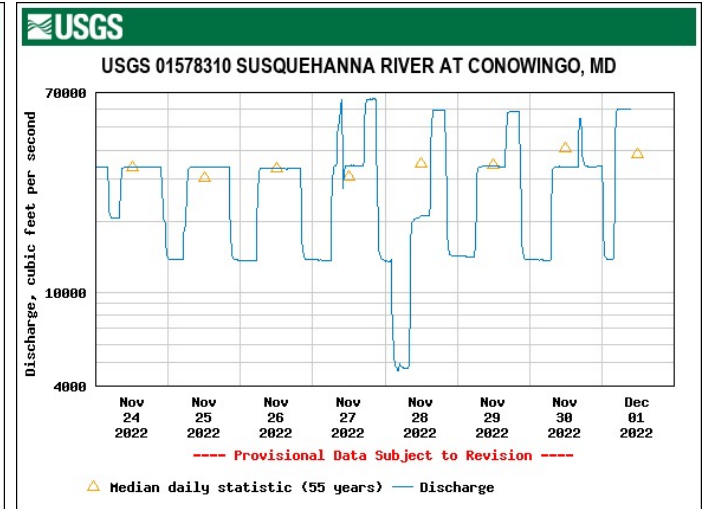 USGS
USGS 01578310 SUSQUEHANNA RIVER AT CONOWINGO, MD
Discharge, cubic feet per second
70000
10000
4000
Nov 24 2022
Nov 25 2022
Nov 26 2022
Nov 27 2022
Nov 28 2022
Nov 29 2022
Nov 30 2022
Dec 01 2022
---- Provisional Data Subject to Revision ----
△ Median daily statistic (55 years) — Discharge